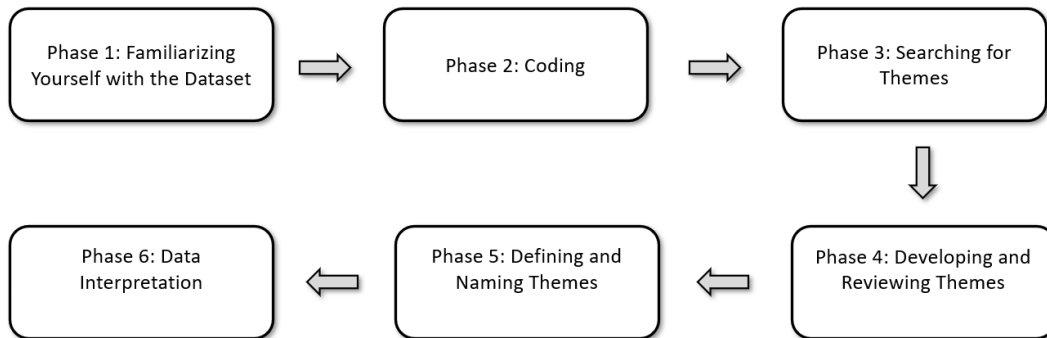 Phase 1: Familiarizing
Yourself with the Dataset
Phase 2: Coding
Phase 3: Searching for
Themes
Phase 4: Developing and
Reviewing Themes
Phase 5: Defining and
Naming Themes
Phase 6: Data
Interpretation